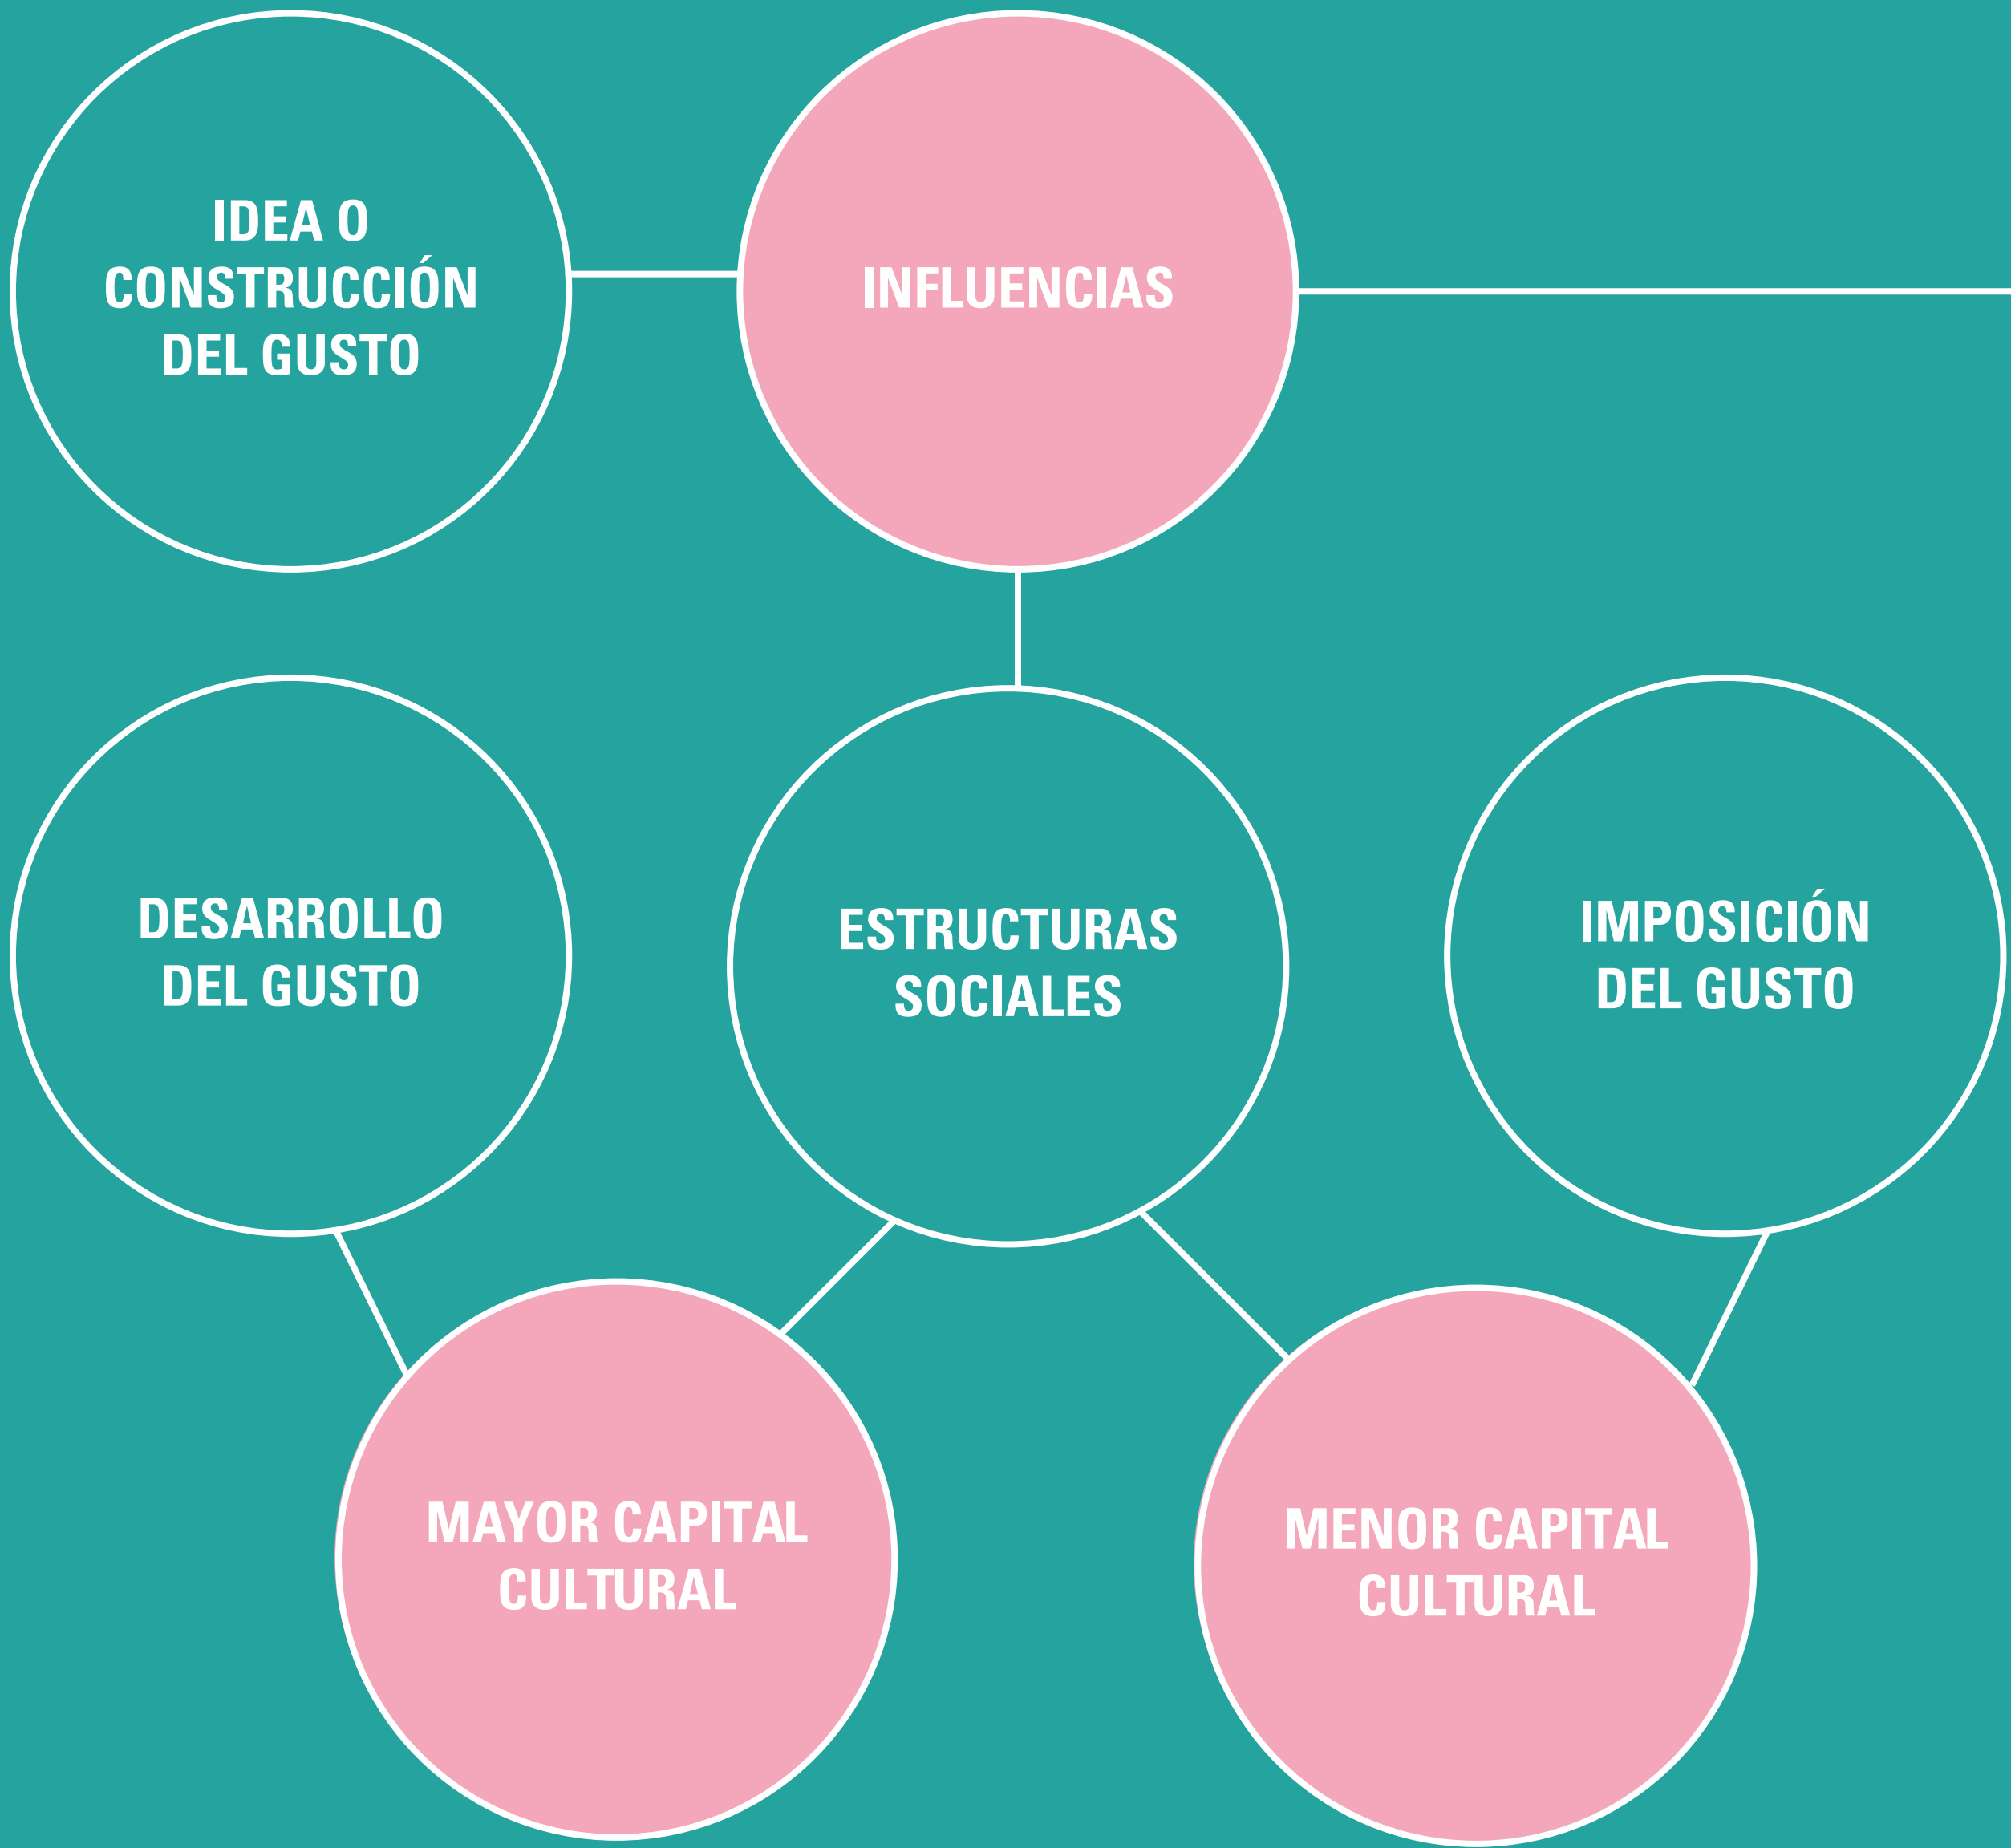 IDEA O
CONSTRUCCIÓN
DEL GUSTO
INFLUENCIAS
DESARROLLO
DEL GUSTO
ESTRUCTURAS
SOCIALES
IMPOSICIÓN
DEL GUSTO
MAYOR CAPITAL
CULTURAL
MENOR CAPITAL
CULTURAL